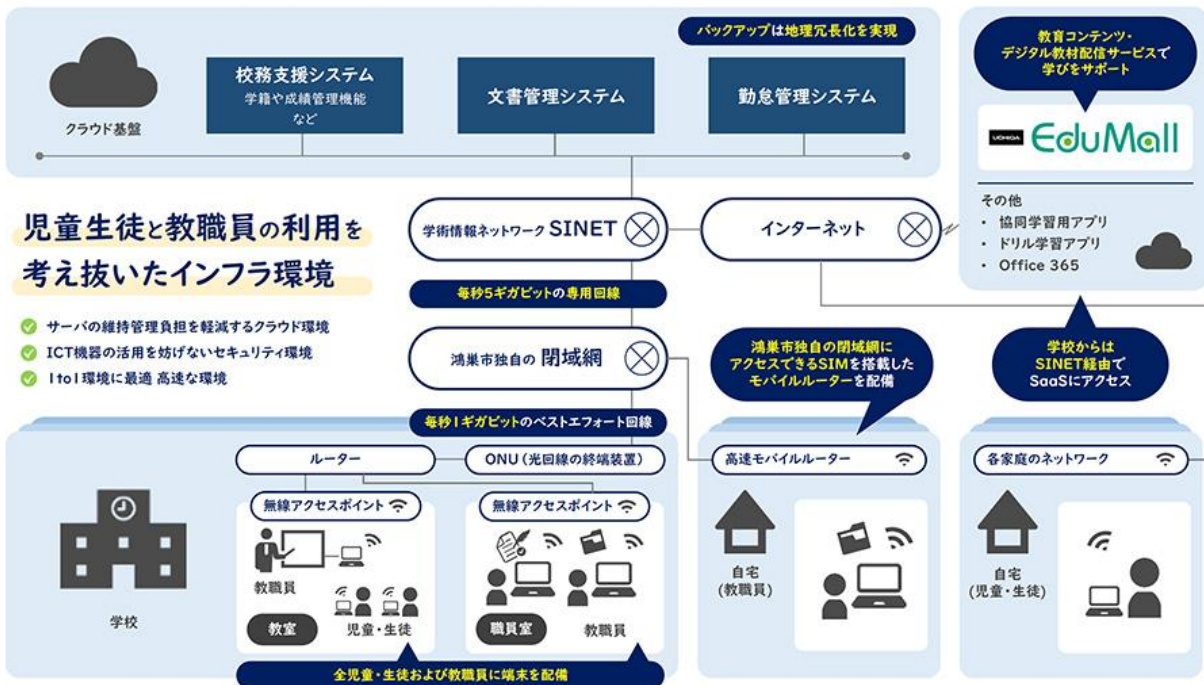 バックアップは地理冗長化を実現
クラウド基盤
校務支援システム
学籍や成績管理機能
など
文書管理システム
勤怠管理システム
教育コンテンツ・
デジタル教材配信サービスで
学びをサポート
UCHIDA EduMall
その他
• 協同学習用アプリ
• ドリル学習アプリ
• Office 365
児童生徒と教職員の利用を
考え抜いたインフラ環境
サーバの維持管理負担を軽減するクラウド環境
ICT機器の活用を妨げないセキュリティ環境
1to1環境に最適 高速な環境
学術情報ネットワーク SINET
インターネット
毎秒5ギガビットの専用回線
鴻巣市独自の 閉域網
毎秒1ギガビットのベストエフォート回線
鴻巣市独自の閉域網に
アクセスできるSIMを搭載した
モバイルルーターを配備
学校からは
SINET経由で
SaaSにアクセス
ルーター
ONU(光回線の終端装置)
高速モバイルルーター
各家庭のネットワーク
無線アクセスポイント
無線アクセスポイント
学校
教職員
教室
児童・生徒
職員室
教職員
自宅
(教職員)
自宅
(児童・生徒)
全児童・生徒および教職員に端末を配備